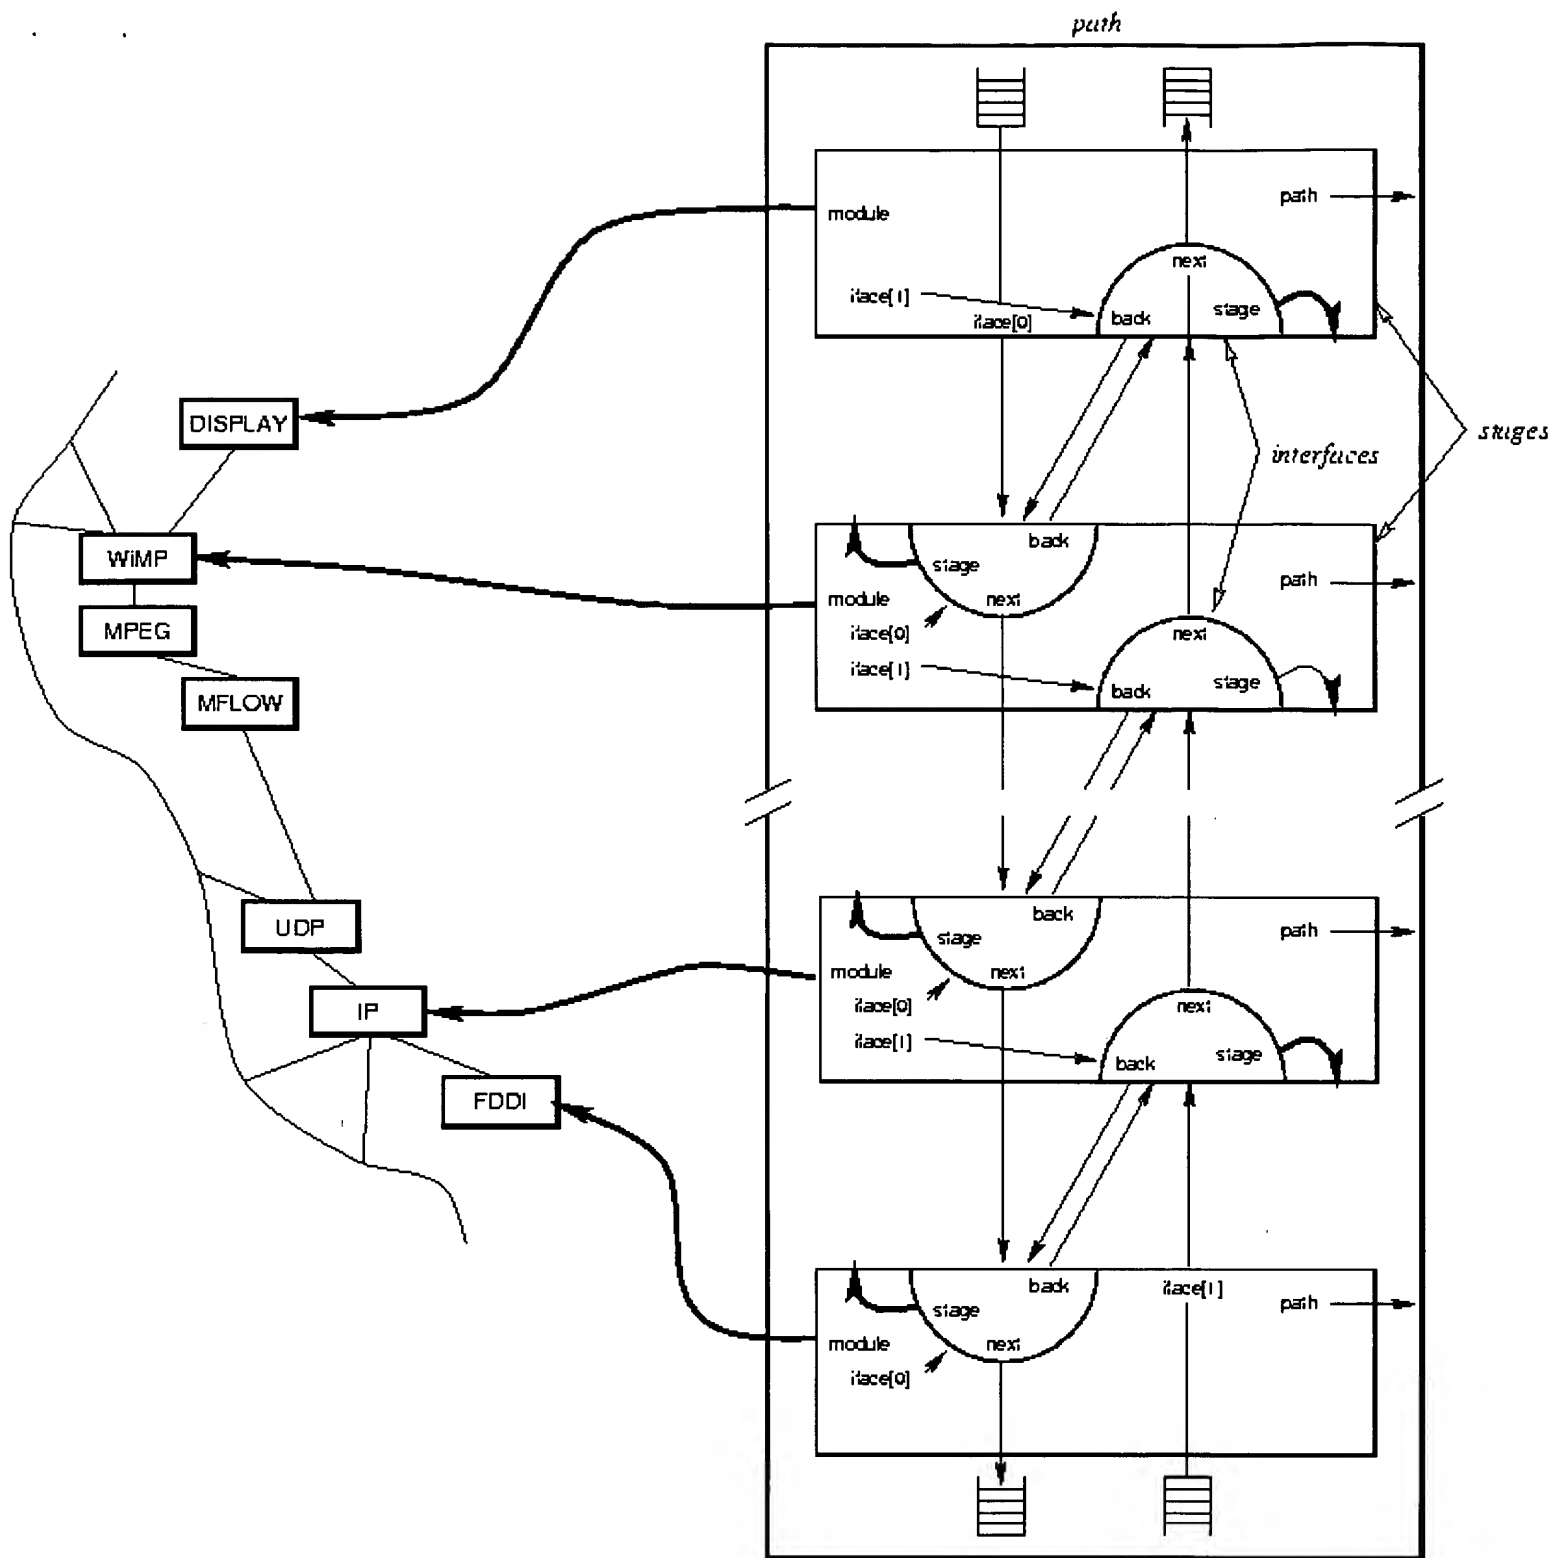 path
module
path
next
iface[1]
iface[0]
back
stage
DISPLAY
stages
interfaces
WiMP
back
stage
path
module
next
iface[0]
next
iface[1]
back
stage
MPEG
MFLOW
back
UDP
stage
path
module
next
iface[0]
next
IP
iface[1]
back
stage
FDDI
back
iface[1]
stage
path
module
next
iface[0]